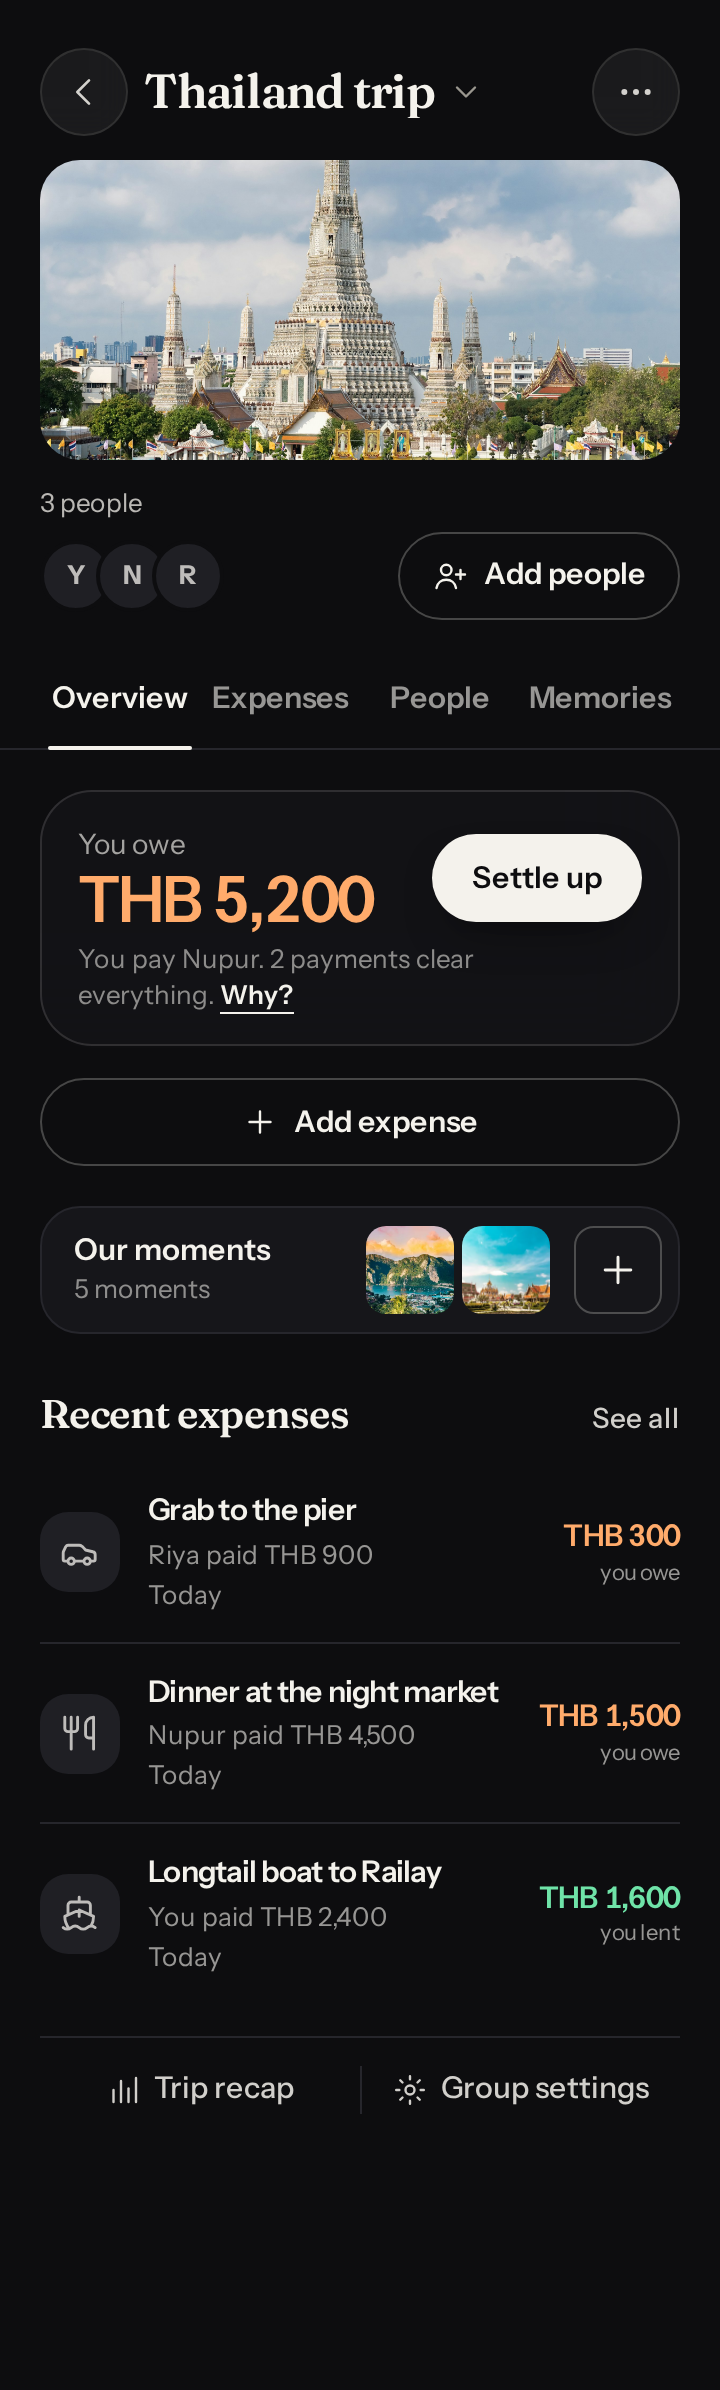 Thailand trip
3 people
Y N R
Add people
Overview Expenses People Memories
You owe
THB 5,200
Settle up
You pay Nupur. 2 payments clear
everything. Why?
Add expense
Our moments
5 moments
Recent expenses
See all
Grab to the pier
Riya paid THB 900
Today
THB 300
you owe
Dinner at the night market
Nupur paid THB 4,500
Today
THB 1,500
you owe
Longtail boat to Railay
You paid THB 2,400
Today
THB 1,600
you lent
Trip recap
Group settings